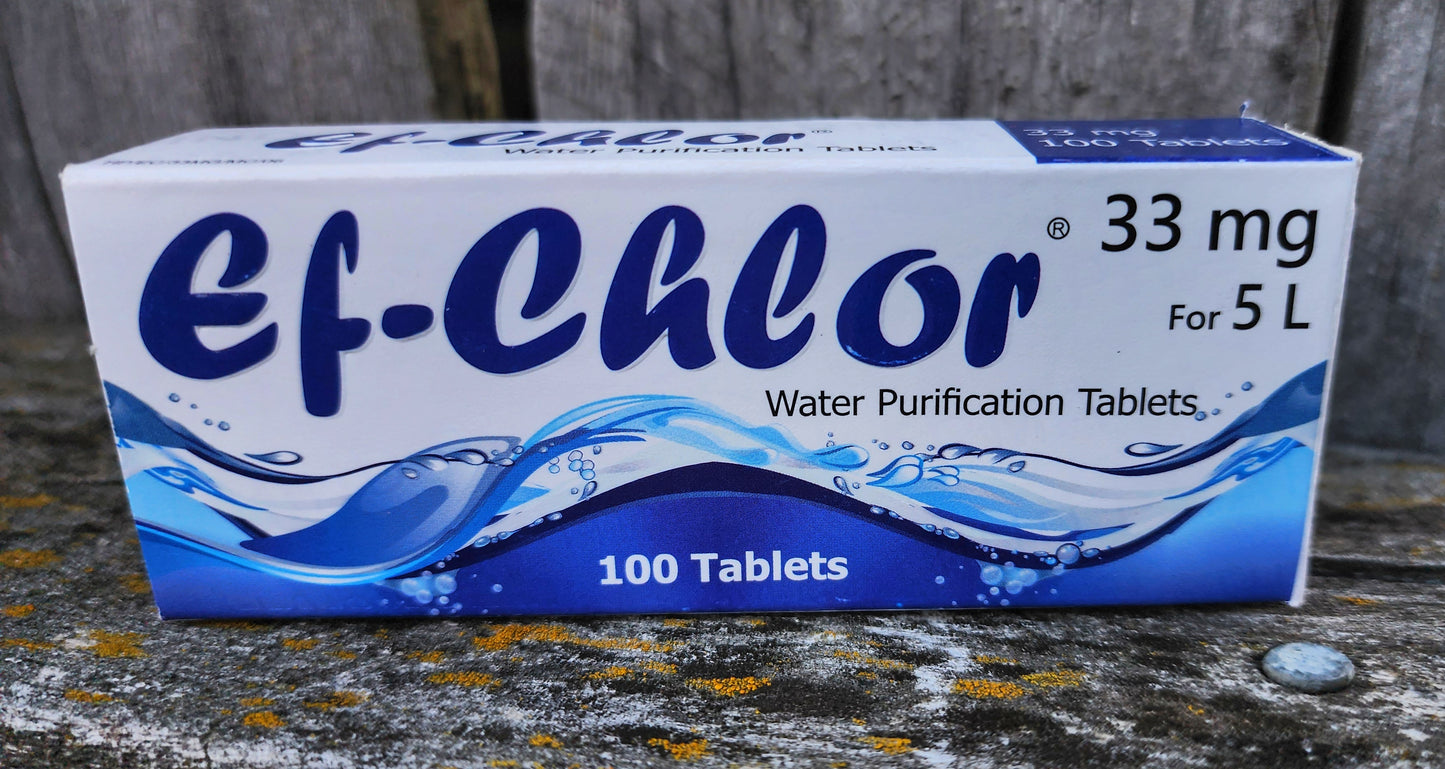 Ef-Chlor®
Water Purification Tablets
33 mg
100 Tablets
Ef-Chlor®
33 mg
For 5 L
Water Purification Tablets
100 Tablets